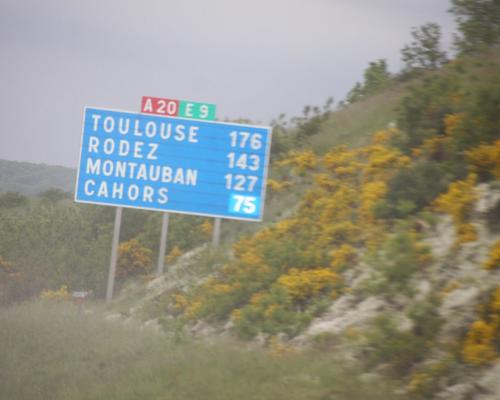 A20 E9
TOULOUSE 176
RODEZ 143
MONTAUBAN 127
CAHORS 75